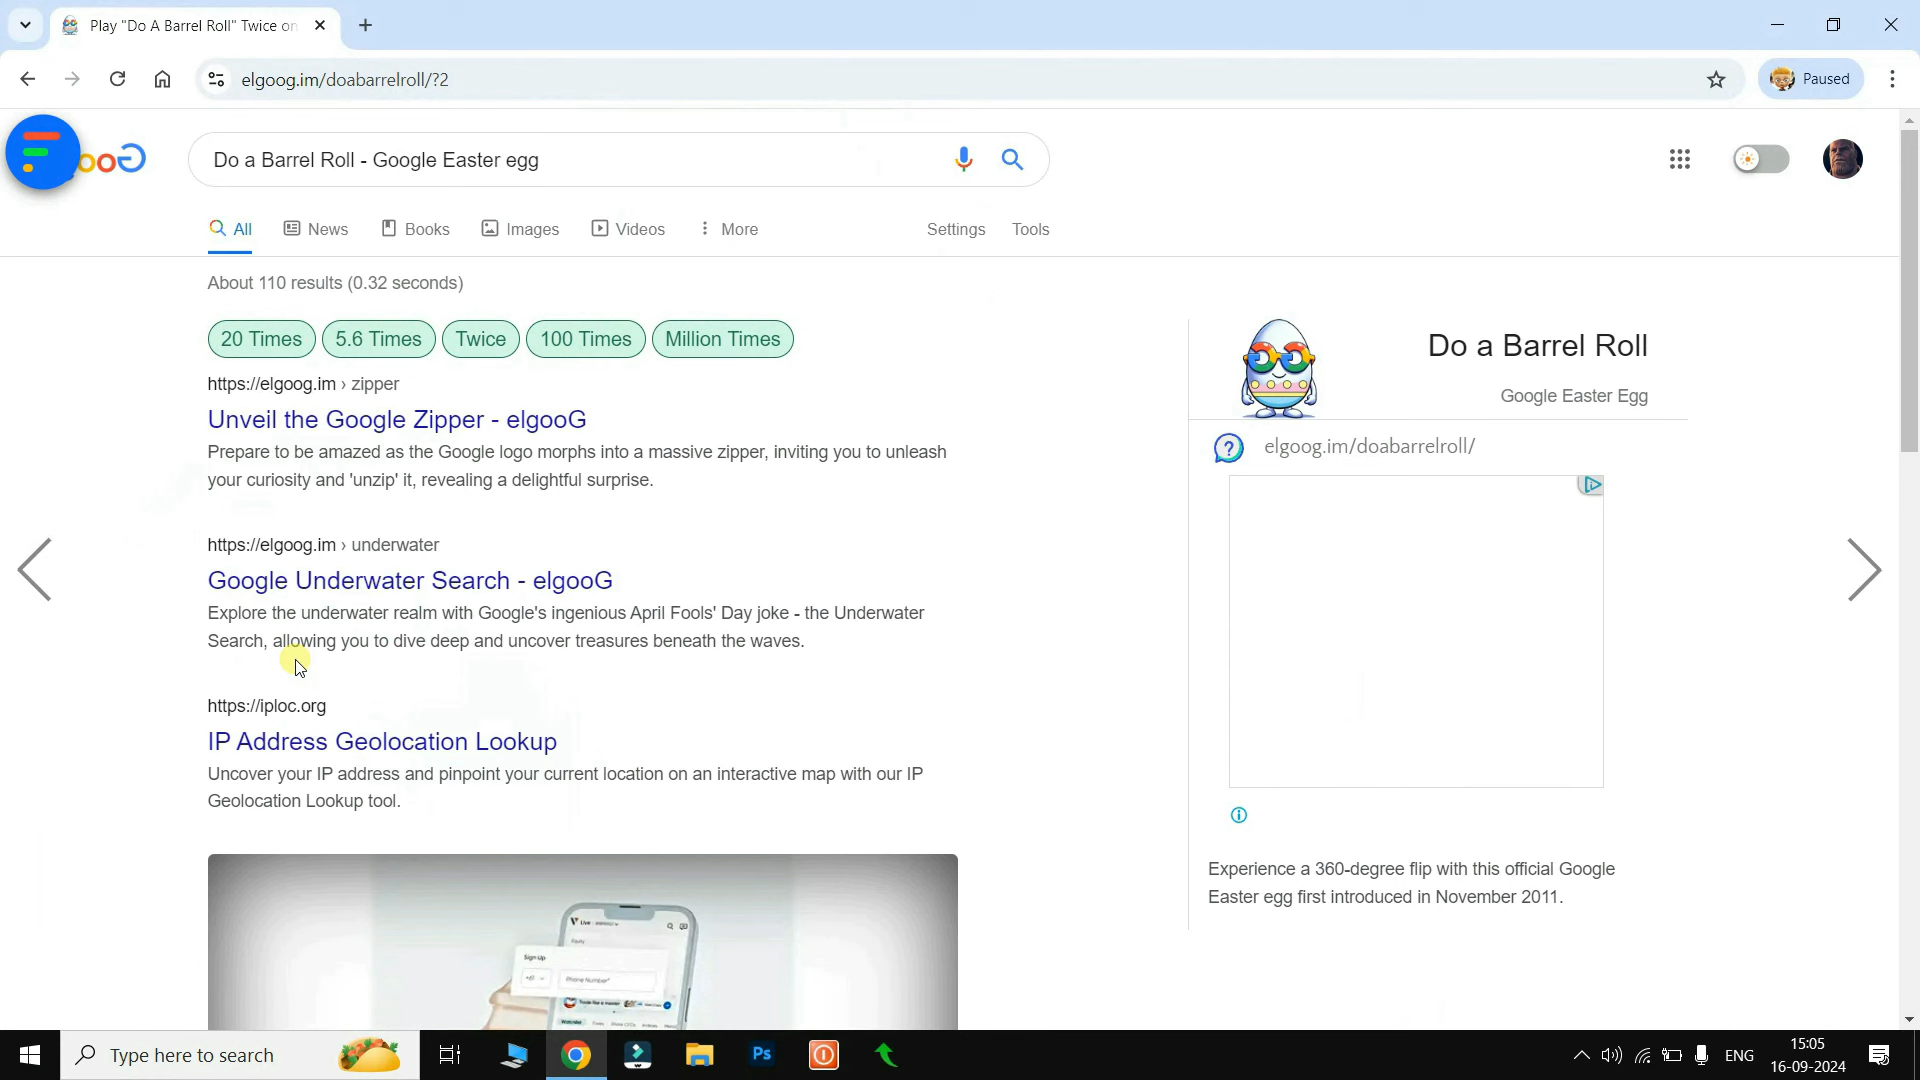 Play "Do A Barrel Roll" Twice on
elgoog.im/doabarrelroll/?2
Paused
Do a Barrel Roll - Google Easter egg
All
News
Books
Images
Videos
More
Settings
Tools
About 110 results (0.32 seconds)
20 Times
5.6 Times
Twice
100 Times
Million Times
https://elgoog.im › zipper
Unveil the Google Zipper - elgooG
Prepare to be amazed as the Google logo morphs into a massive zipper, inviting you to unleash
your curiosity and 'unzip' it, revealing a delightful surprise.
https://elgoog.im › underwater
Google Underwater Search - elgooG
Explore the underwater realm with Google's ingenious April Fools' Day joke - the Underwater
Search, allowing you to dive deep and uncover treasures beneath the waves.
https://iploc.org
IP Address Geolocation Lookup
Uncover your IP address and pinpoint your current location on an interactive map with our IP
Geolocation Lookup tool.
Sign Up
Phone Number*
Do a Barrel Roll
Google Easter Egg
elgoog.im/doabarrelroll/
Experience a 360-degree flip with this official Google
Easter egg first introduced in November 2011.
Type here to search
Ps
ENG
15:05
16-09-2024